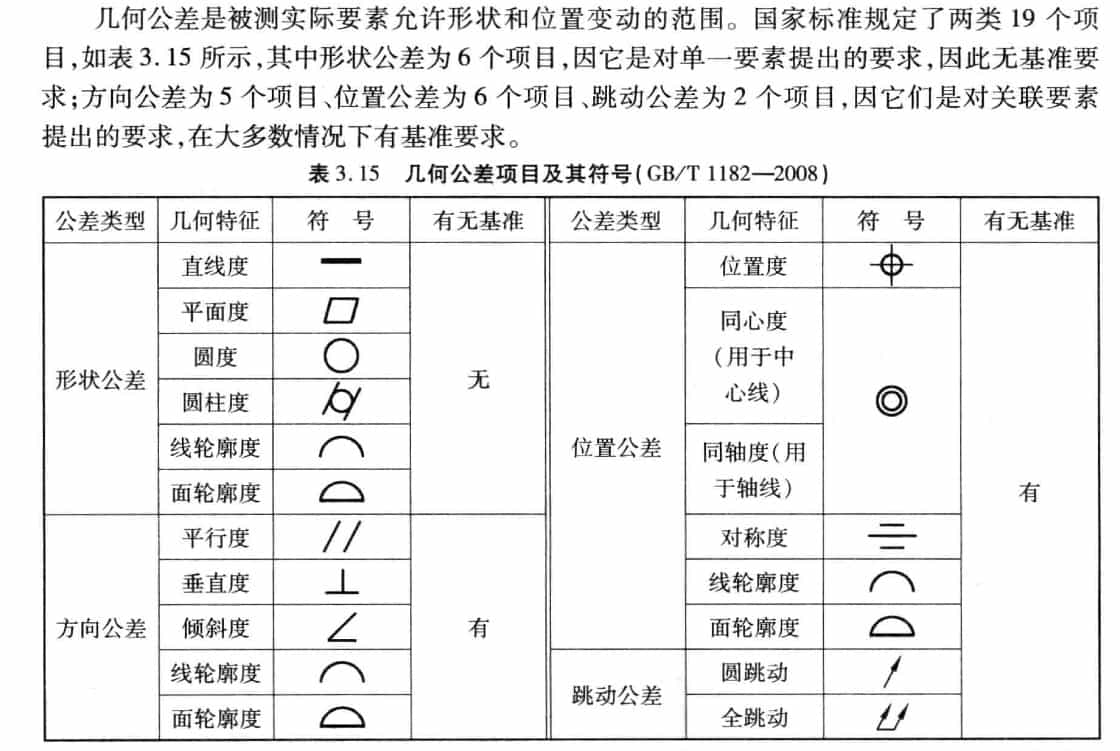 几何公差是被测实际要素允许形状和位置变动的范围。国家标准规定了两类 19 个项
目,如表 3.15 所示,其中形状公差为 6 个项目,因它是对单一要素提出的要求,因此无基准要
求;方向公差为 5 个项目、位置公差为 6 个项目、跳动公差为 2 个项目,因它们是对关联要素
提出的要求,在大多数情况下有基准要求。
表 3.15 几何公差项目及其符号(GB/T 1182—2008)
公差类型 几何特征 符 号 有无基准 公差类型 几何特征 符 号 有无基准
形状公差
直线度
平面度
圆度
圆柱度
线轮廓度
面轮廓度
无
方向公差
平行度
垂直度
倾斜度
线轮廓度
面轮廓度
有
位置公差
位置度
同心度
(用于中
心线)
同轴度(用
于轴线)
对称度
线轮廓度
面轮廓度
跳动公差
圆跳动
全跳动
有